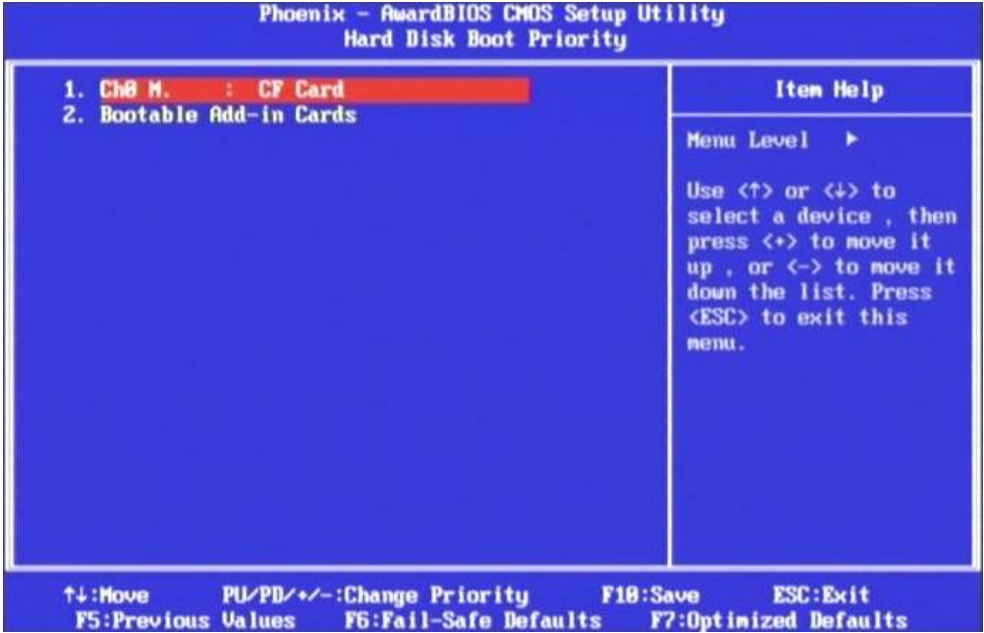 Phoenix - AwardBIOS CMOS Setup Utility
Hard Disk Boot Priority
1. Ch0 M. : CF Card
2. Bootable Add-in Cards
Item Help
Menu Level ▶
Use <↑> or <↓> to
select a device , then
press <+> to move it
up , or <-> to move it
down the list. Press
<ESC> to exit this
menu.
↑↓:Move PU/PD/+/-:Change Priority F10:Save ESC:Exit
F5:Previous Values F6:Fail-Safe Defaults F7:Optimized Defaults